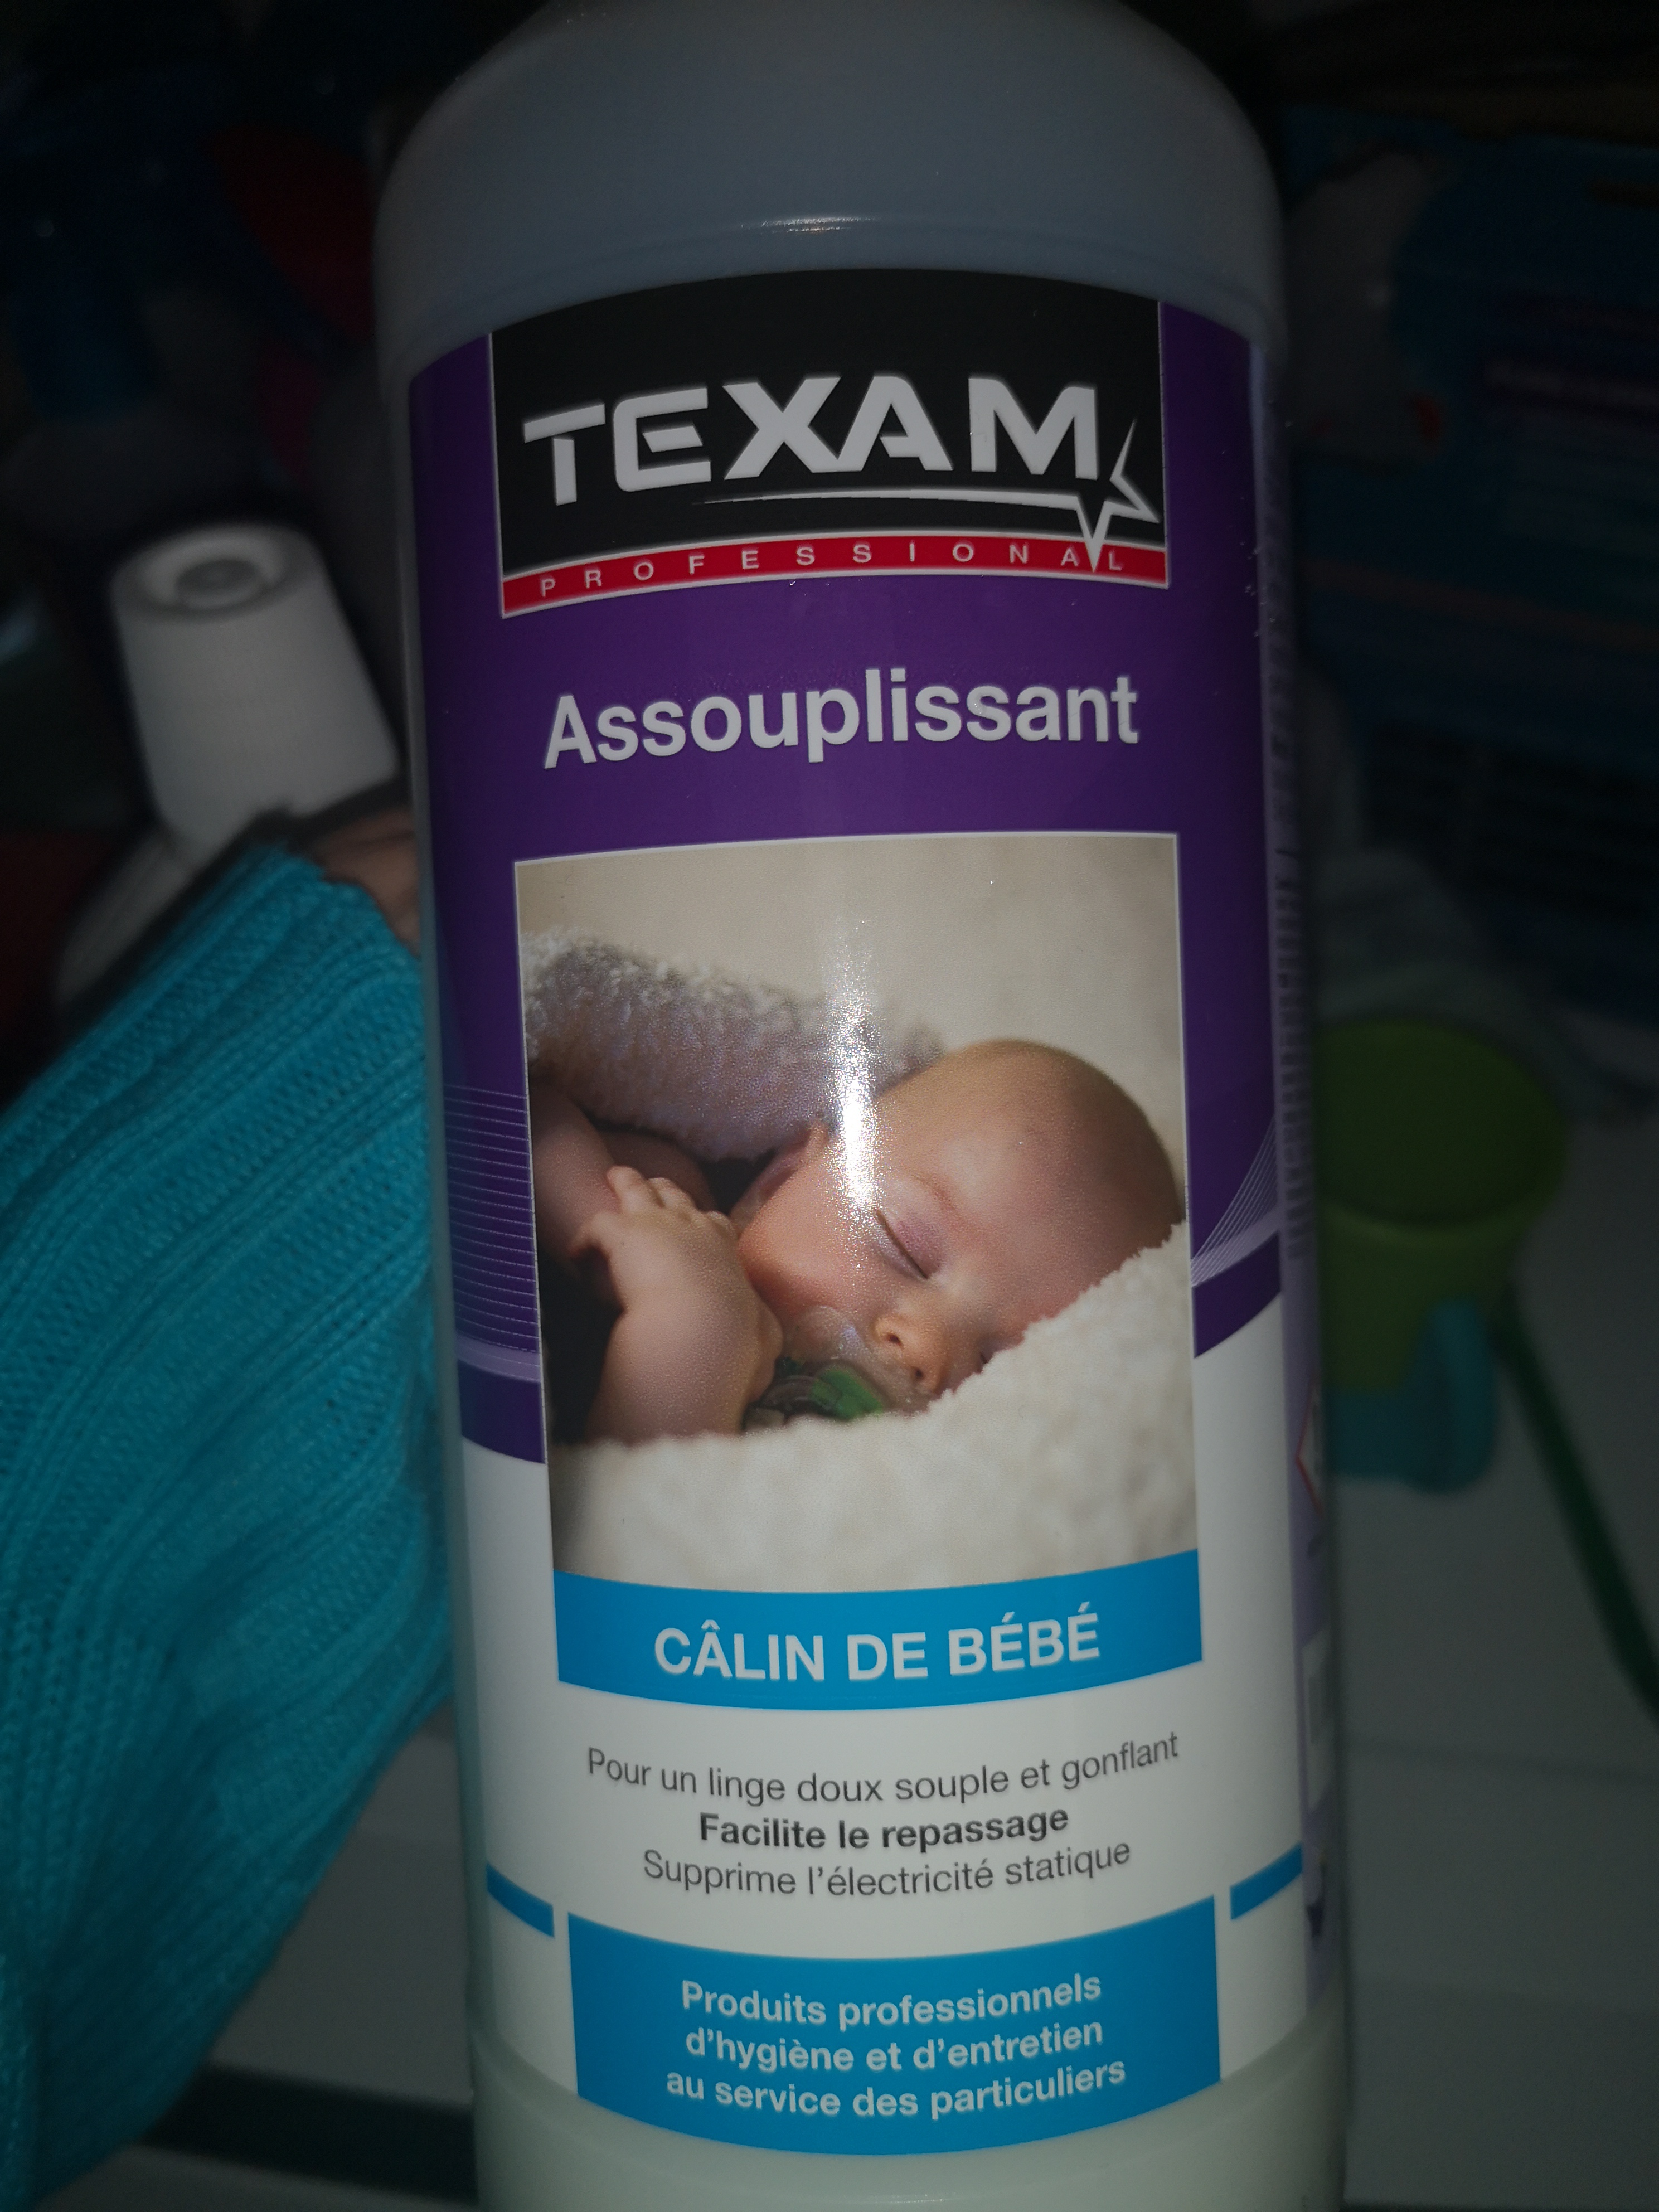 TEXAM
PROFESSIONAL
Assouplissant
CÂLIN DE BÉBÉ
Pour un linge doux souple et gonflant
Facilite le repassage
Supprime l'électricité statique
Produits professionnels
d'hygiène et d'entretien
au service des particuliers